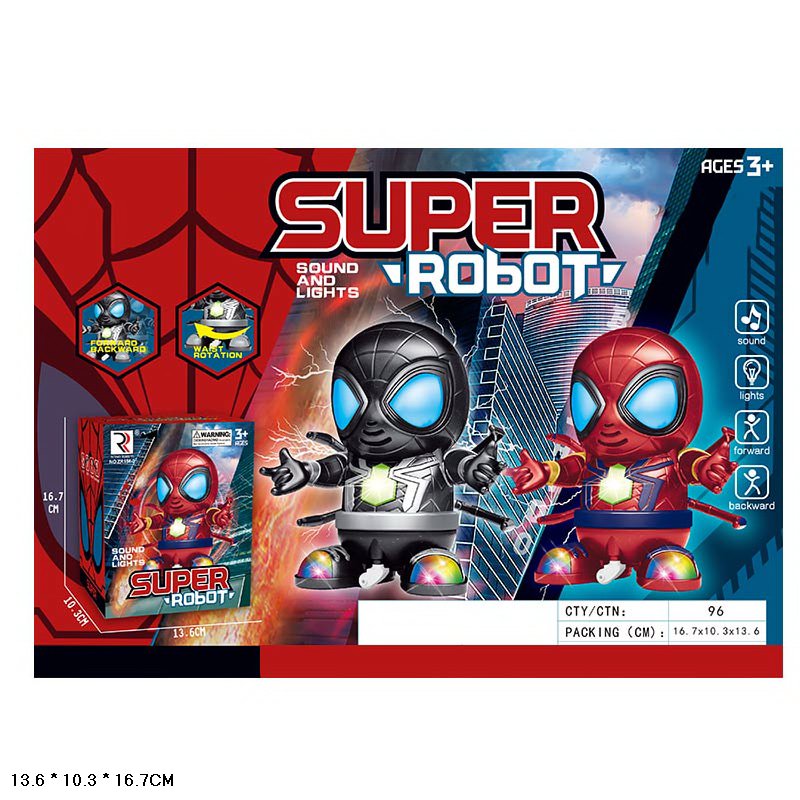 AGES 3+
SUPER
ROBOT
SOUND
AND
LIGHTS
FORWARD
BACKWARD
WAIST
ROTATION
sound
lights
forward
backward
R
WARNING:
3+
AGES
SOUND
AND
LIGHTS
SUPER
ROBOT
16.7
CM
10.3CM
13.6CM
CTY/CTN: 96
PACKING (CM): 16.7x10.3x13.6
13.6*10.3*16.7CM